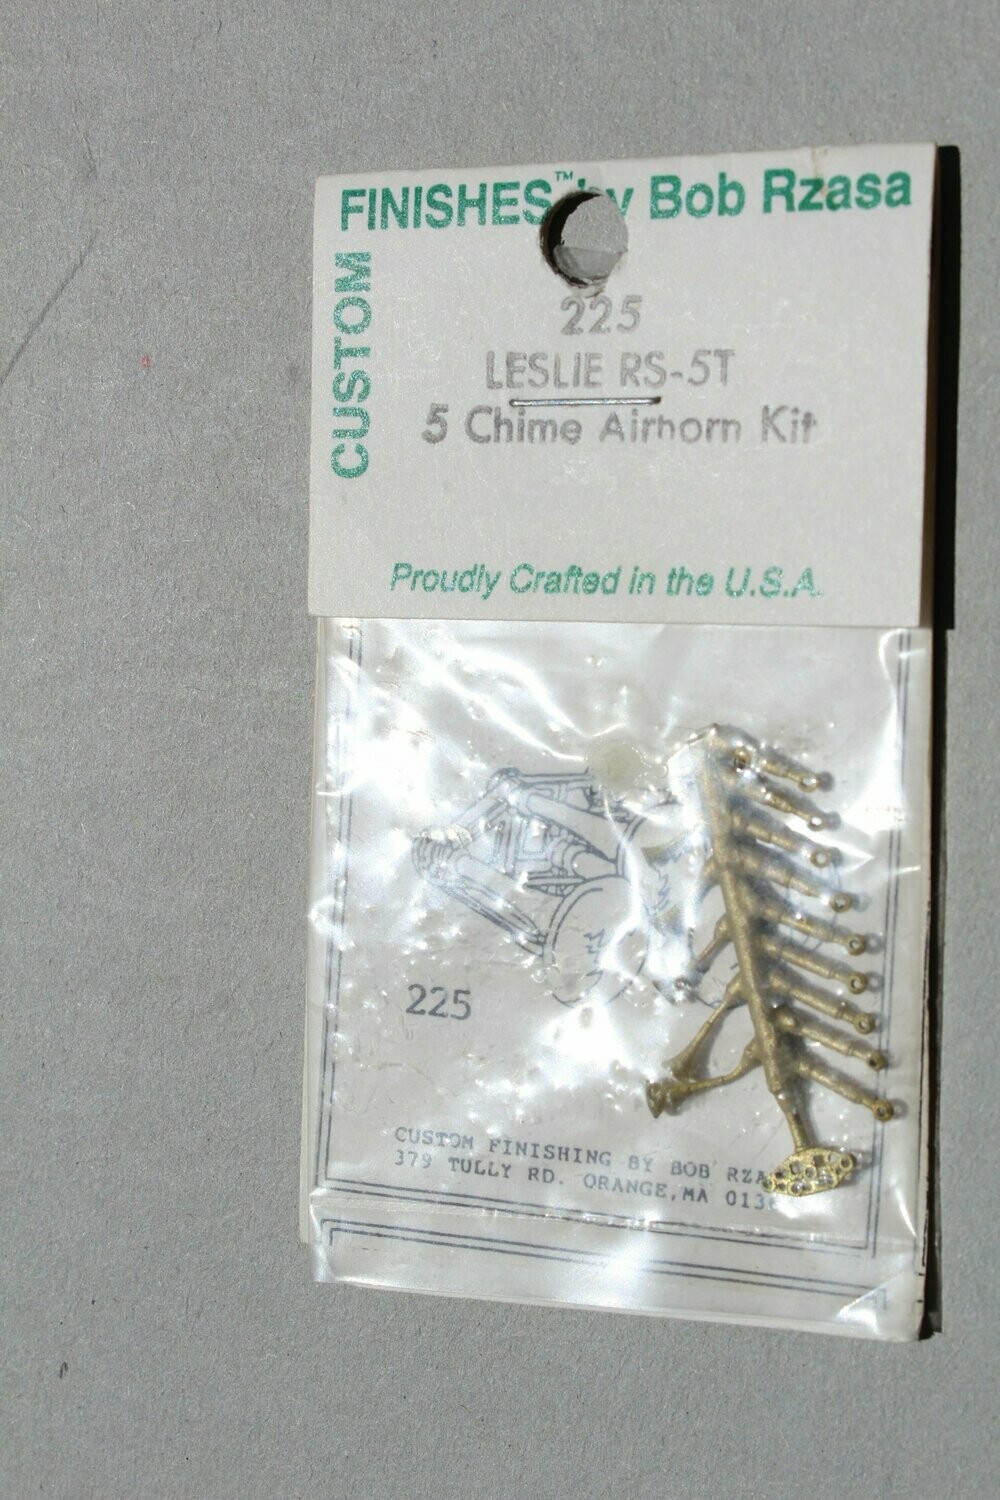 CUSTOM
FINISHES™ by Bob Rzasa
225
LESLIE RS-5T
5 Chime Airhorn Kit
Proudly Crafted in the U.S.A.
225
CUSTOM FINISHING BY BOB
379 TULLY RD. ORANGE, MA